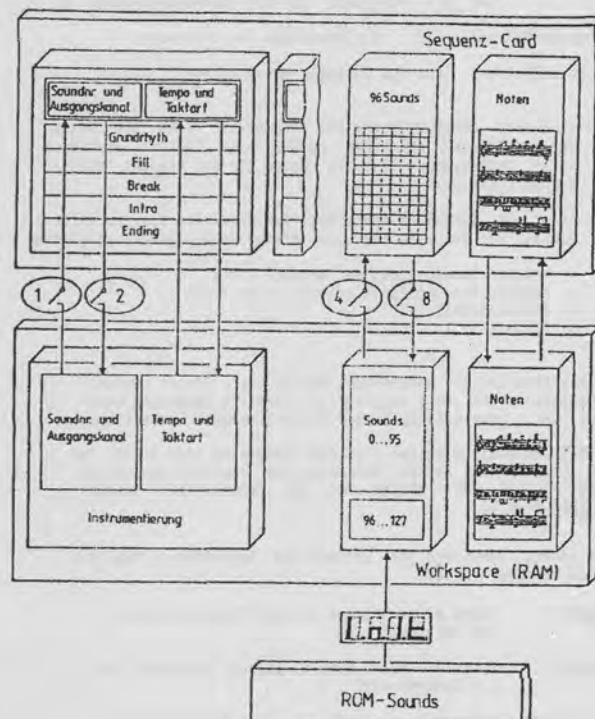 Sequenz-Card
Soundnr und
Ausgangskanal
Tempo und
Taktart
Grundrhyth
Fill
Break
Intro
Ending
96 Sounds
Noten
1
2
4
8
Soundnr und
Ausgangskanal
Tempo und
Taktart
Instrumentierung
Sounds
0...95
96...127
Noten
Workspace (RAM)
ROM-Sounds